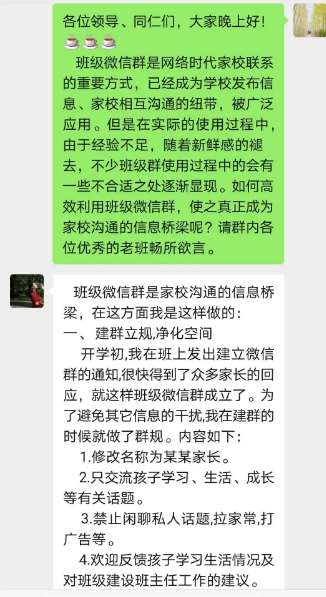 各位领导、同仁们，大家晚上好！
班级微信群是网络时代家校联系
的重要方式，已经成为学校发布信
息、家校相互沟通的纽带，被广泛
应用。但是在实际的使用过程中，
由于经验不足，随着新鲜感的褪
去，不少班级群使用过程中的会有
一些不合适之处逐渐显现。如何高
效利用班级微信群，使之真正成为
家校沟通的信息桥梁呢？请群内各
位优秀的老班畅所欲言。
班级微信群是家校沟通的信息桥
梁，在这方面我是这样做的：
一、建群立规,净化空间
开学初,我在班上发出建立微信
群的通知,很快得到了众多家长的回
应，就这样班级微信群成立了。为
了避免其它信息的干扰,我在建群的
时候就做了群规。内容如下：
1.修改名称为某某家长。
2.只交流孩子学习、生活、成长
等有关话题。
3.禁止闲聊私人话题,拉家常,打
广告等。
4.欢迎反馈孩子学习生活情况及
对班级建设班主任工作的建议。